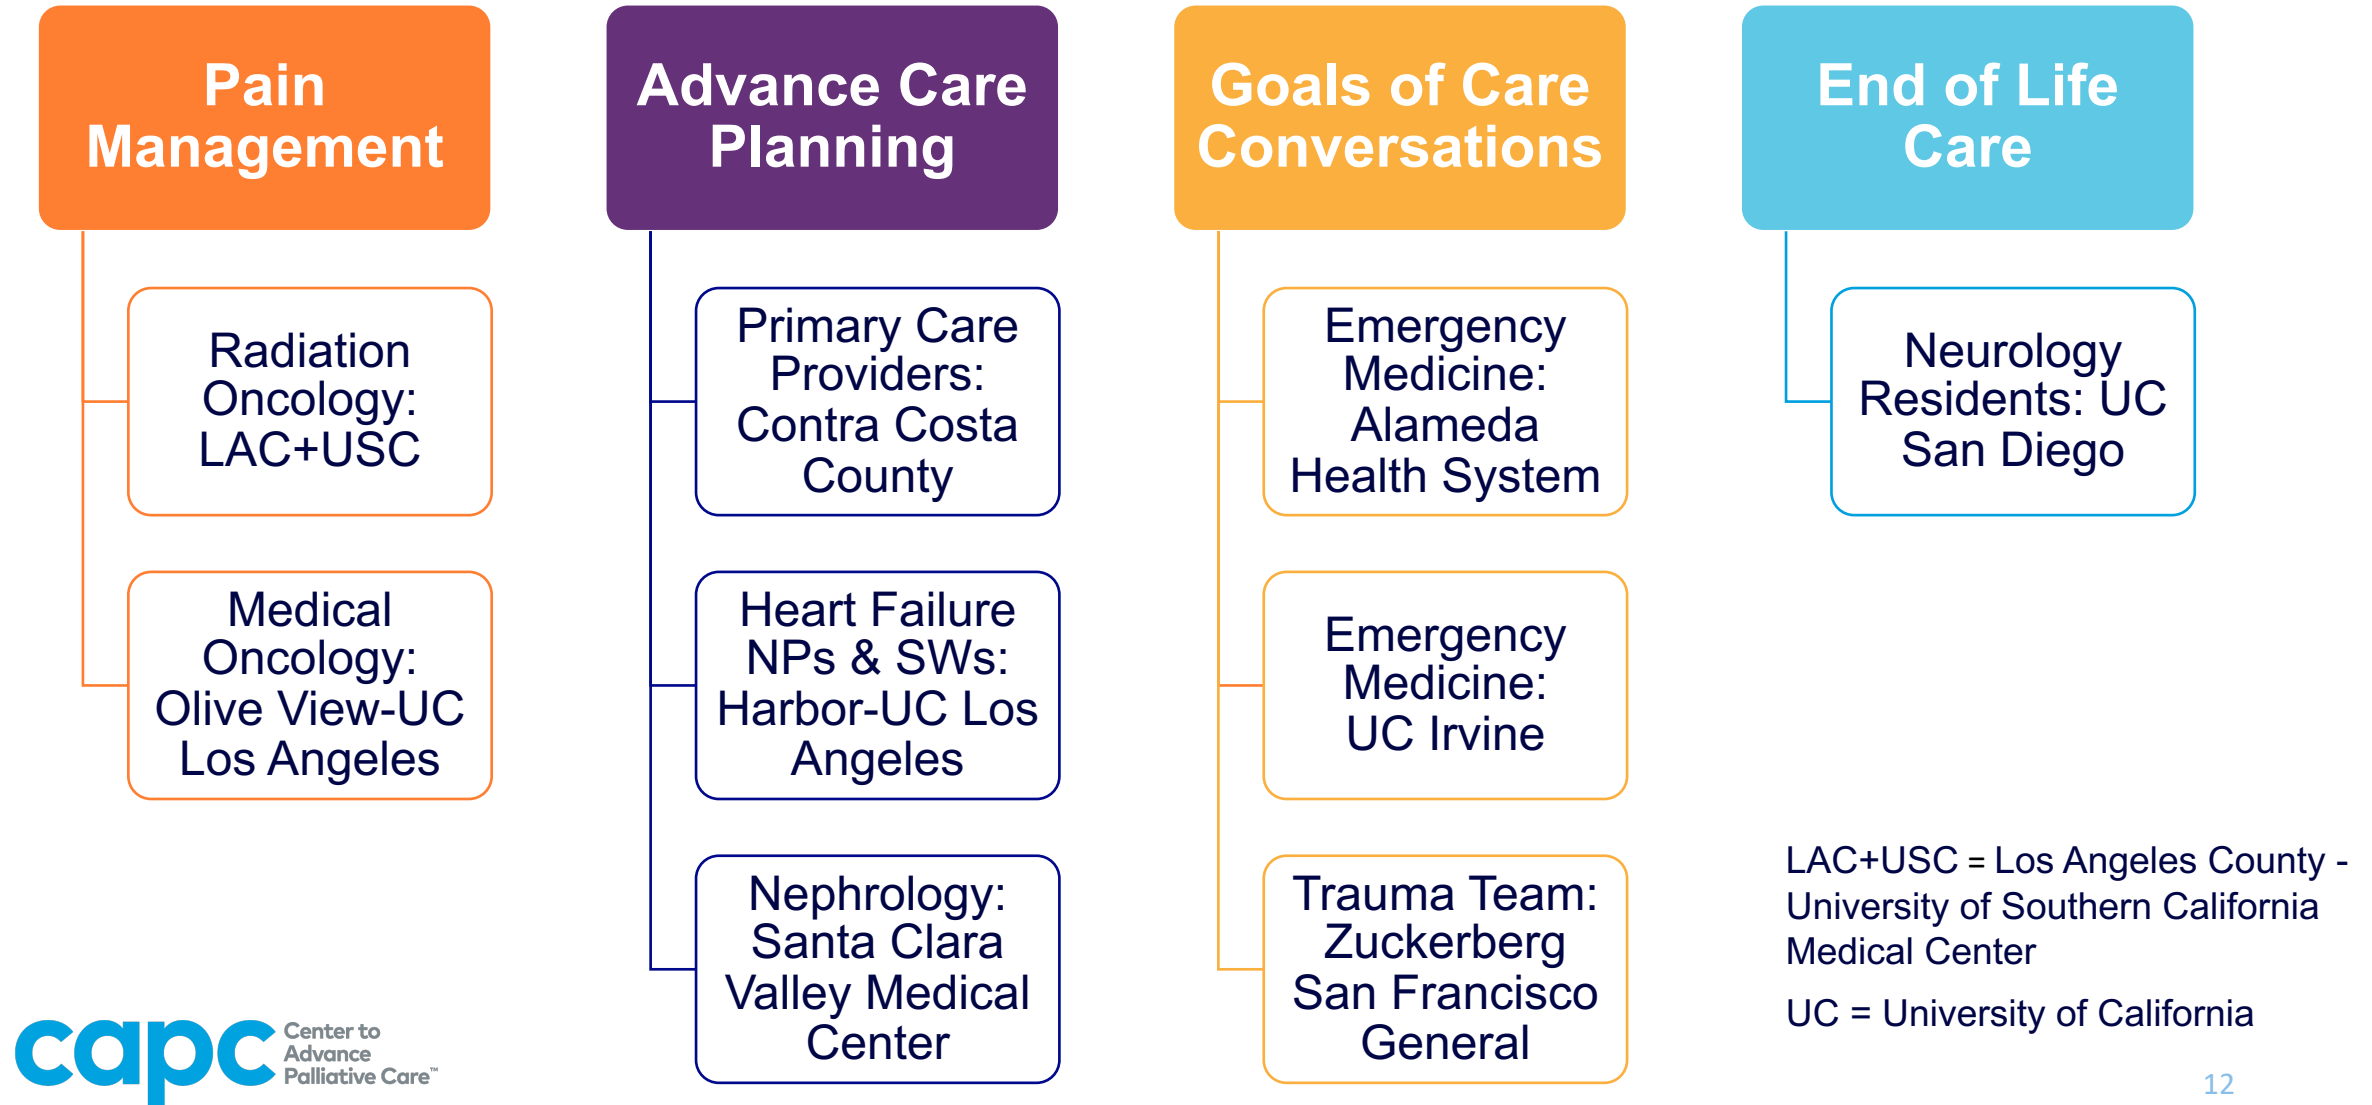 Pain
Management
Radiation
Oncology:
LAC+USC
Medical
Oncology:
Olive View-UC
Los Angeles
Advance Care
Planning
Primary Care
Providers:
Contra Costa
County
Heart Failure
NPs & SWs:
Harbor-UC Los
Angeles
Nephrology:
Santa Clara
Valley Medical
Center
Goals of Care
Conversations
Emergency
Medicine:
Alameda
Health System
Emergency
Medicine:
UC Irvine
Trauma Team:
Zuckerberg
San Francisco
General
End of Life
Care
Neurology
Residents: UC
San Diego
LAC+USC = Los Angeles County -
University of Southern California
Medical Center
UC = University of California
capc
Center to
Advance
Palliative Care™
12